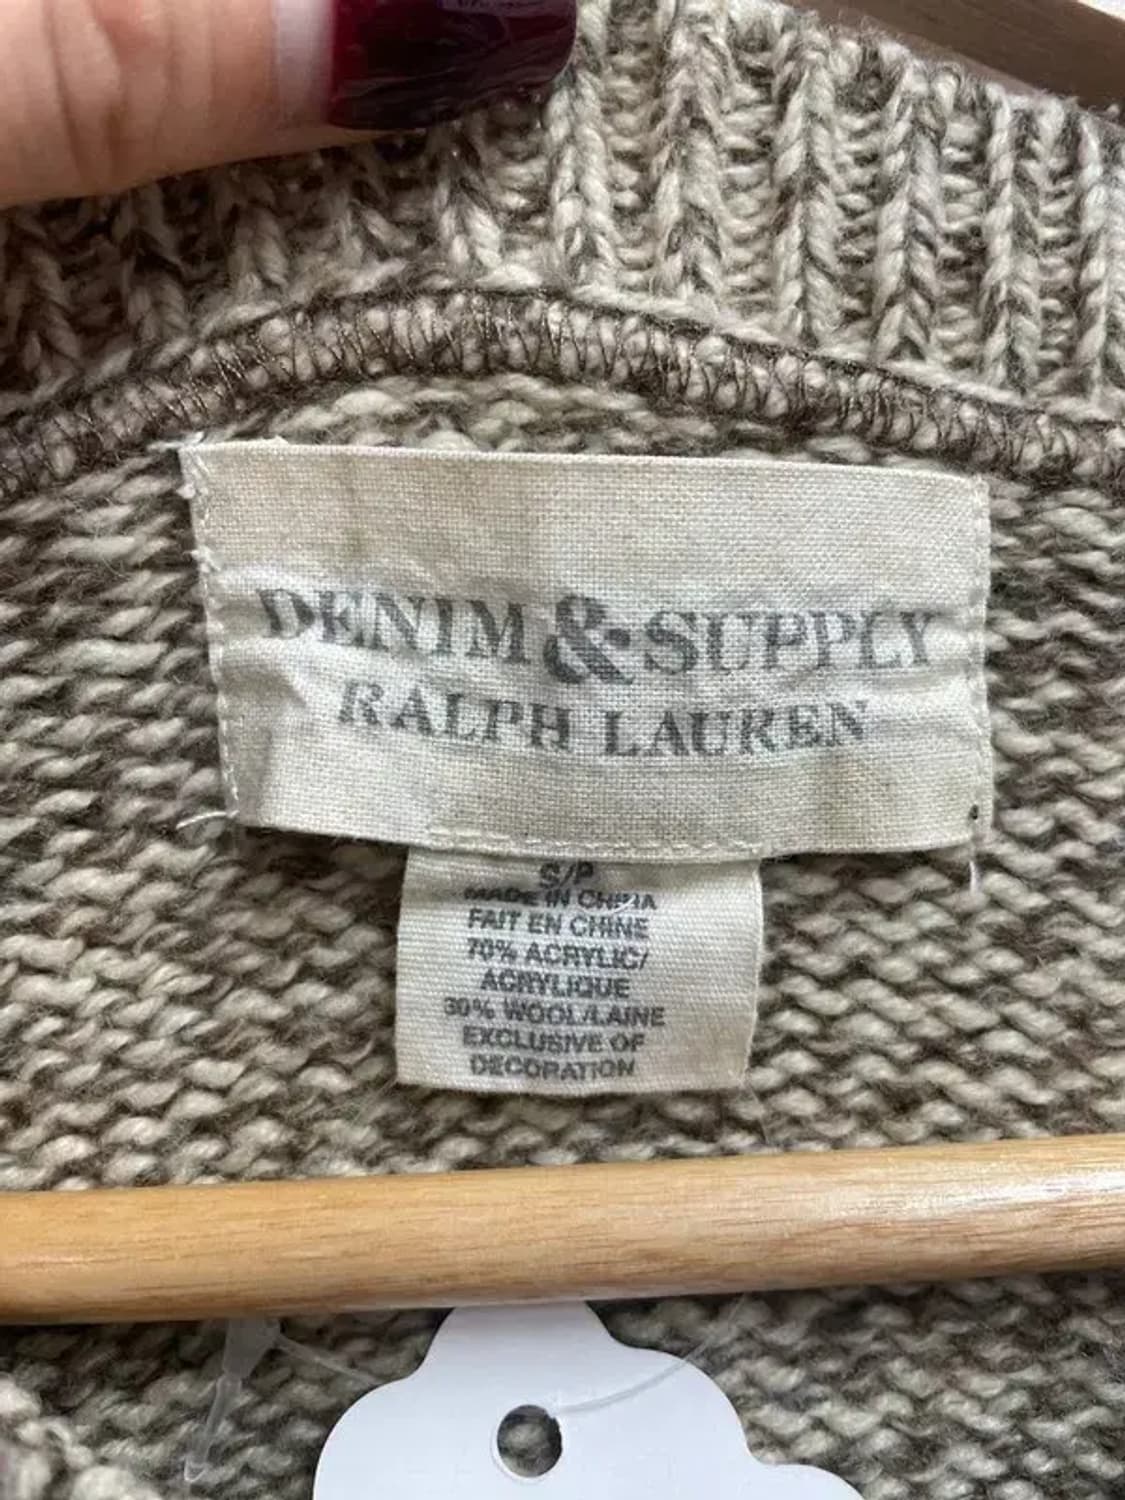 DENIM & SUPPLY
RALPH LAUREN
S/P
MADE IN CHINA
FAIT EN CHINE
70% ACRYLIC/
ACRYLIQUE
30% WOOL/LAINE
EXCLUSIVE OF
DECORATION